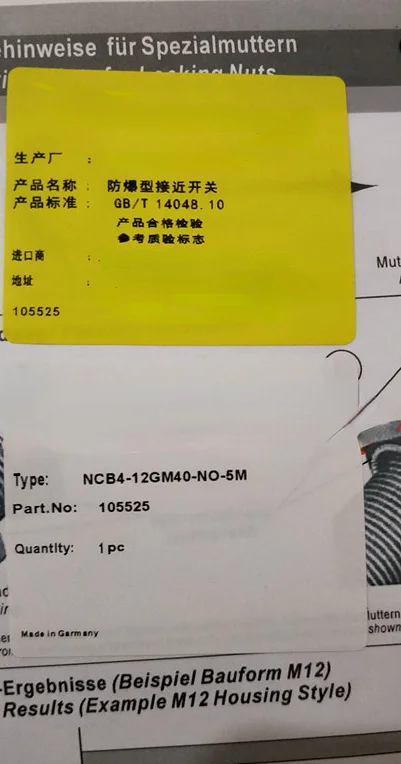 hinweise für Spezialmuttern
Locking Nuts
生产厂 :
产品名称 : 防爆型接近开关
产品标准 : GB/T 14048.10
产品合格检验
参考质验标志
进口商 :
地址 :
105525
Mut
Type: NCB4-12GM40-NO-5M
Part.No: 105525
Quantity: 1pc
Made in Germany
luttern
shown
-Ergebnisse (Beispiel Bauform M12)
Results (Example M12 Housing Style)